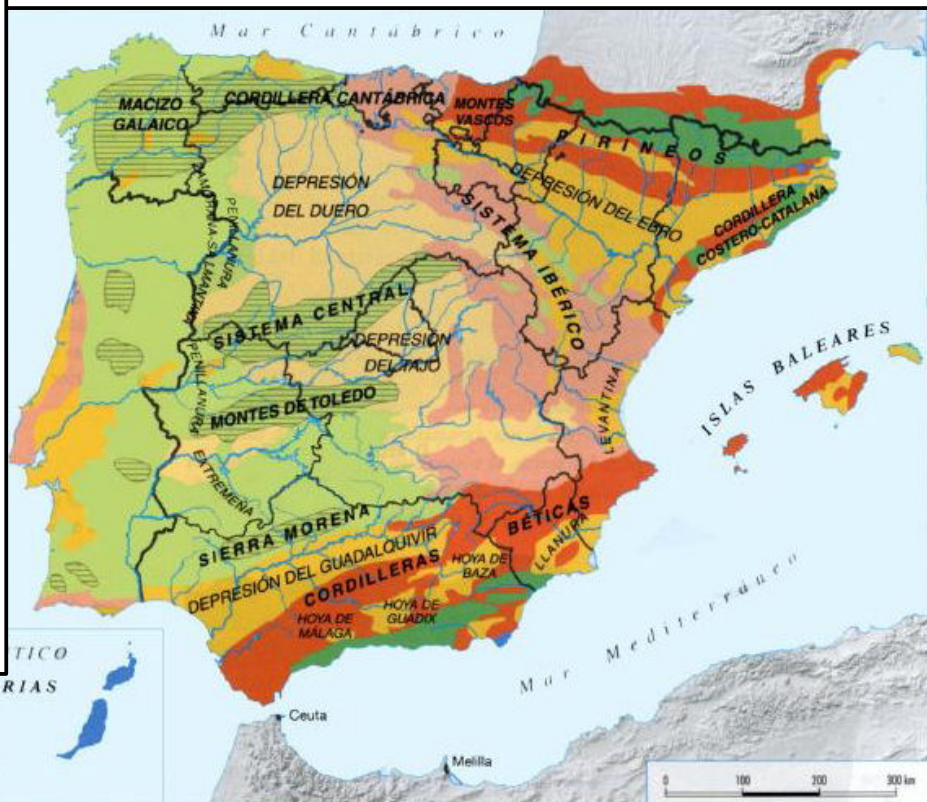 Mar Cantábrico
MACIZO
GALAICO
CORDILLERA CANTÁBRICA
MONTES
VASCOS
PIRINEOS
DEPRESIÓN
DEL DUERO
DEPRESIÓN DEL EBRO
CORDILLERA
COSTERO-CATALANA
PENILLANURA
SISTEMA IBÉRICO
SISTEMA CENTRAL
DEPRESIÓN
DEL TAJO
PENILLANURA
EXTREMEÑA
MONTES DE TOLEDO
LEVANTINA
ISLAS BALEARES
SIERRA MORENA
BÉTICAS
LLANURA
DEPRESIÓN DEL GUADALQUIVIR
CORDILLERAS
HOYA DE
BAZA
HOYA DE
GUADIX
HOYA DE
MÁLAGA
Mar Mediterráneo
TICO
RIAS
Ceuta
Melilla
0 100 200 300 km